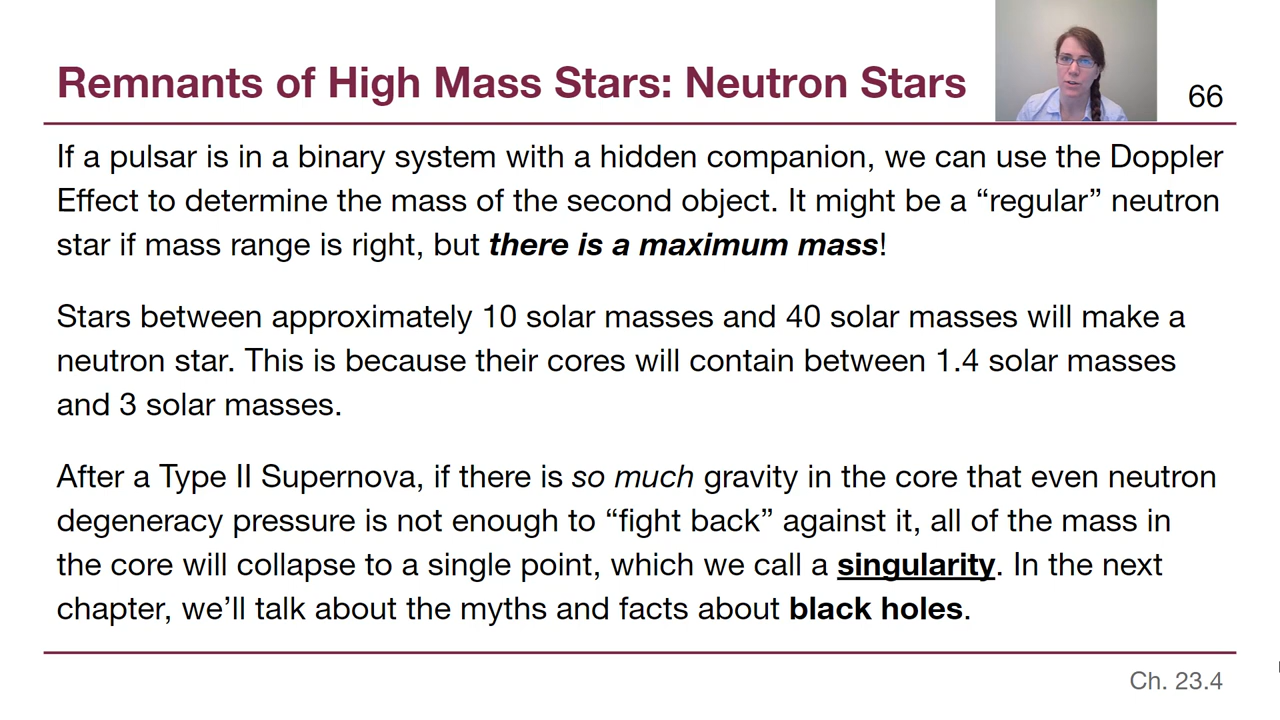 Remnants of High Mass Stars: Neutron Stars
66
If a pulsar is in a binary system with a hidden companion, we can use the Doppler
Effect to determine the mass of the second object. It might be a “regular” neutron
star if mass range is right, but there is a maximum mass!
Stars between approximately 10 solar masses and 40 solar masses will make a
neutron star. This is because their cores will contain between 1.4 solar masses
and 3 solar masses.
After a Type II Supernova, if there is so much gravity in the core that even neutron
degeneracy pressure is not enough to “fight back” against it, all of the mass in
the core will collapse to a single point, which we call a singularity. In the next
chapter, we’ll talk about the myths and facts about black holes.
Ch. 23.4